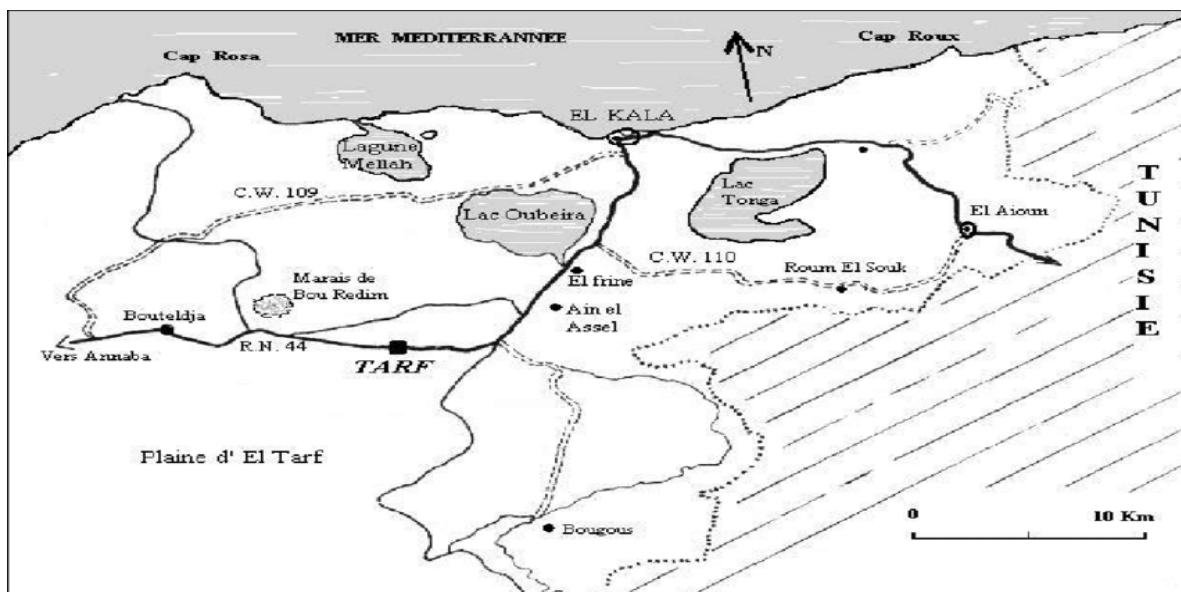 MER MEDITERRANNEE
Cap Rosa
Cap Roux
N
EL KALA
Lagune
Mellah
C.W. 109
Lac
Tonga
Lac Oubeira
El Aioum
C.W. 110
Roum El Souk
El frine
Marais de
Bou Redim
Ain el
Assel
Bouteldja
Vers Annaba
R.N. 44
TARF
TUNISIE
Plaine d' El Tarf
Bougous
0 10 Km